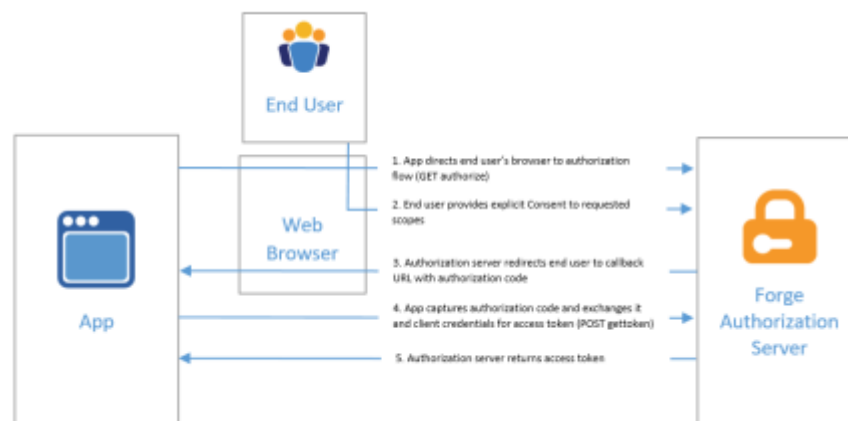 End User
1. App directs end user's browser to authorization
flow (GET authorize)
2. End user provides explicit Consent to requested
scopes
Web
Browser
3. Authorization server redirects end user to callback
URL with authorization code
App
4. App captures authorization code and exchanges it
and client credentials for access token (POST gettoken)
5. Authorization server returns access token
Forge
Authorization
Server